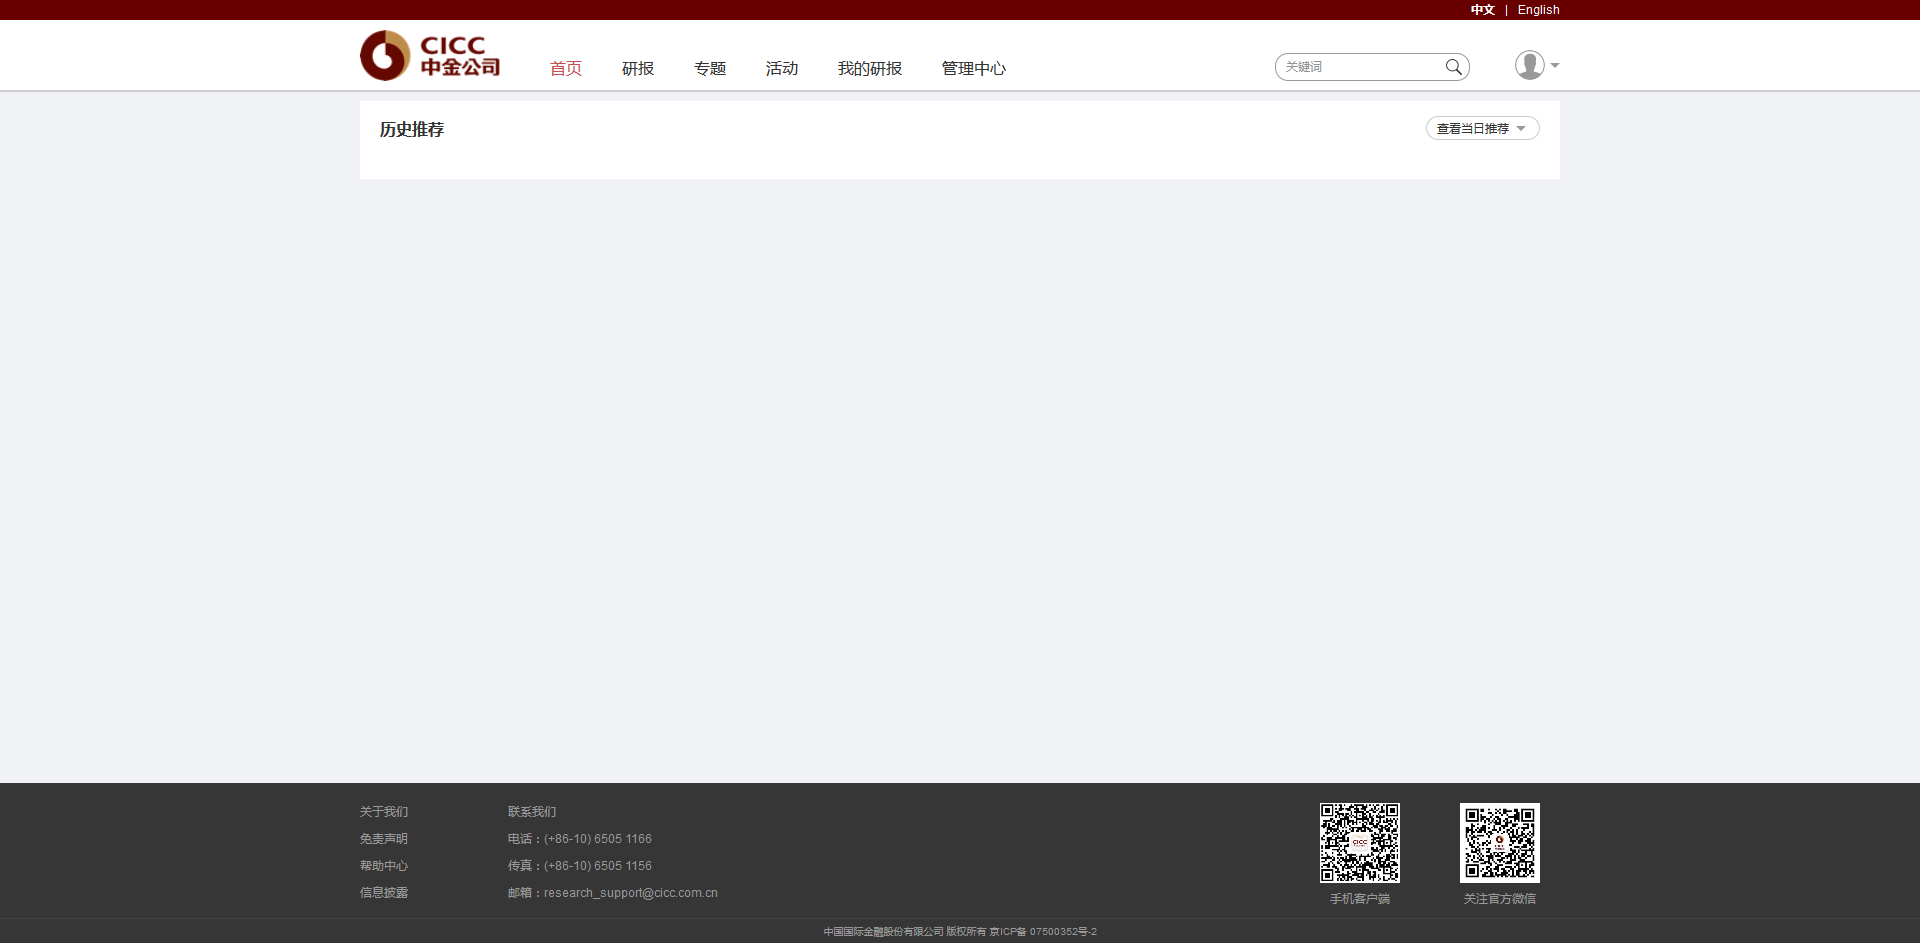 中文 | English
CICC
中金公司
首页 研报 专题 活动 我的研报 管理中心
关键词
历史推荐
查看当日推荐
关于我们
免责声明
帮助中心
信息披露
联系我们
电话：(+86-10) 6505 1166
传真：(+86-10) 6505 1156
邮箱：research_support@cicc.com.cn
CICC
手机客户端
关注官方微信
中国国际金融股份有限公司 版权所有 京ICP备 07500352号-2